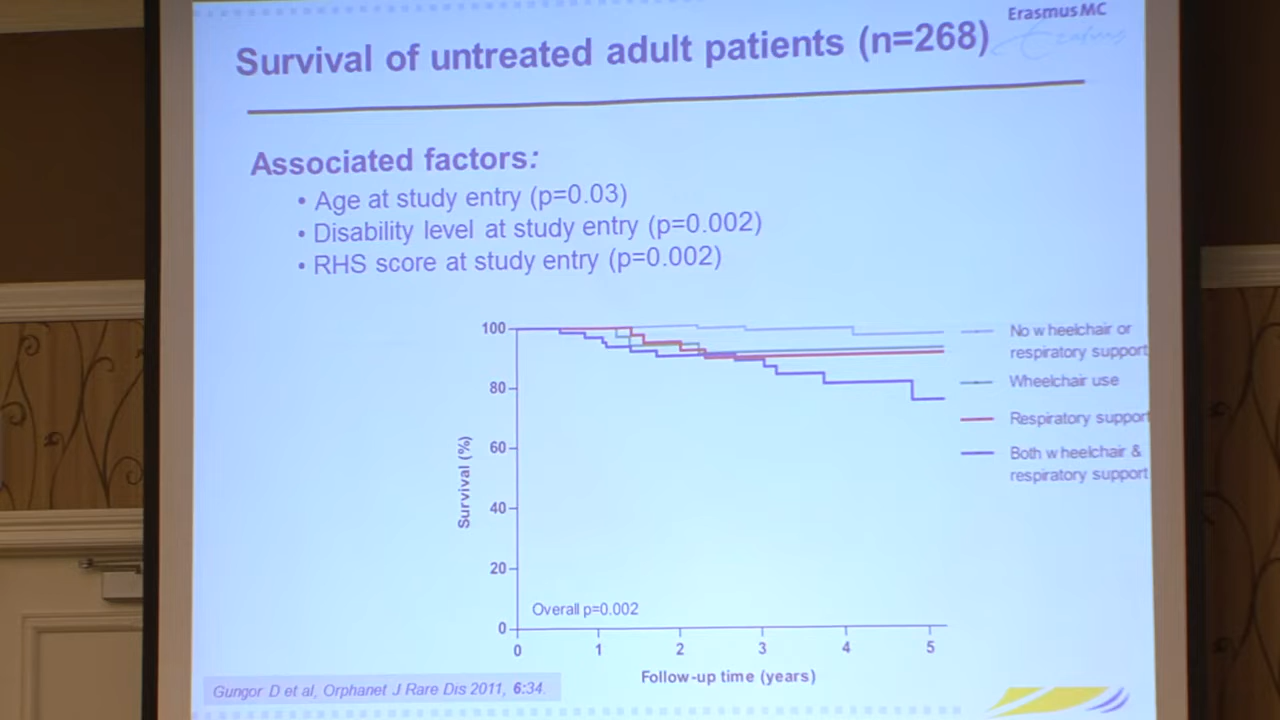 ErasmusMC
Erasmus
Survival of untreated adult patients (n=268)
Associated factors:
• Age at study entry (p=0.03)
• Disability level at study entry (p=0.002)
• RHS score at study entry (p=0.002)
100
80
60
40
20
0
Survival (%)
Overall p=0.002
0 1 2 3 4 5
Follow-up time (years)
No wheelchair or
respiratory support
Wheelchair use
Respiratory support
Both wheelchair &
respiratory support
Gungor D et al, Orphanet J Rare Dis 2011, 6:34.